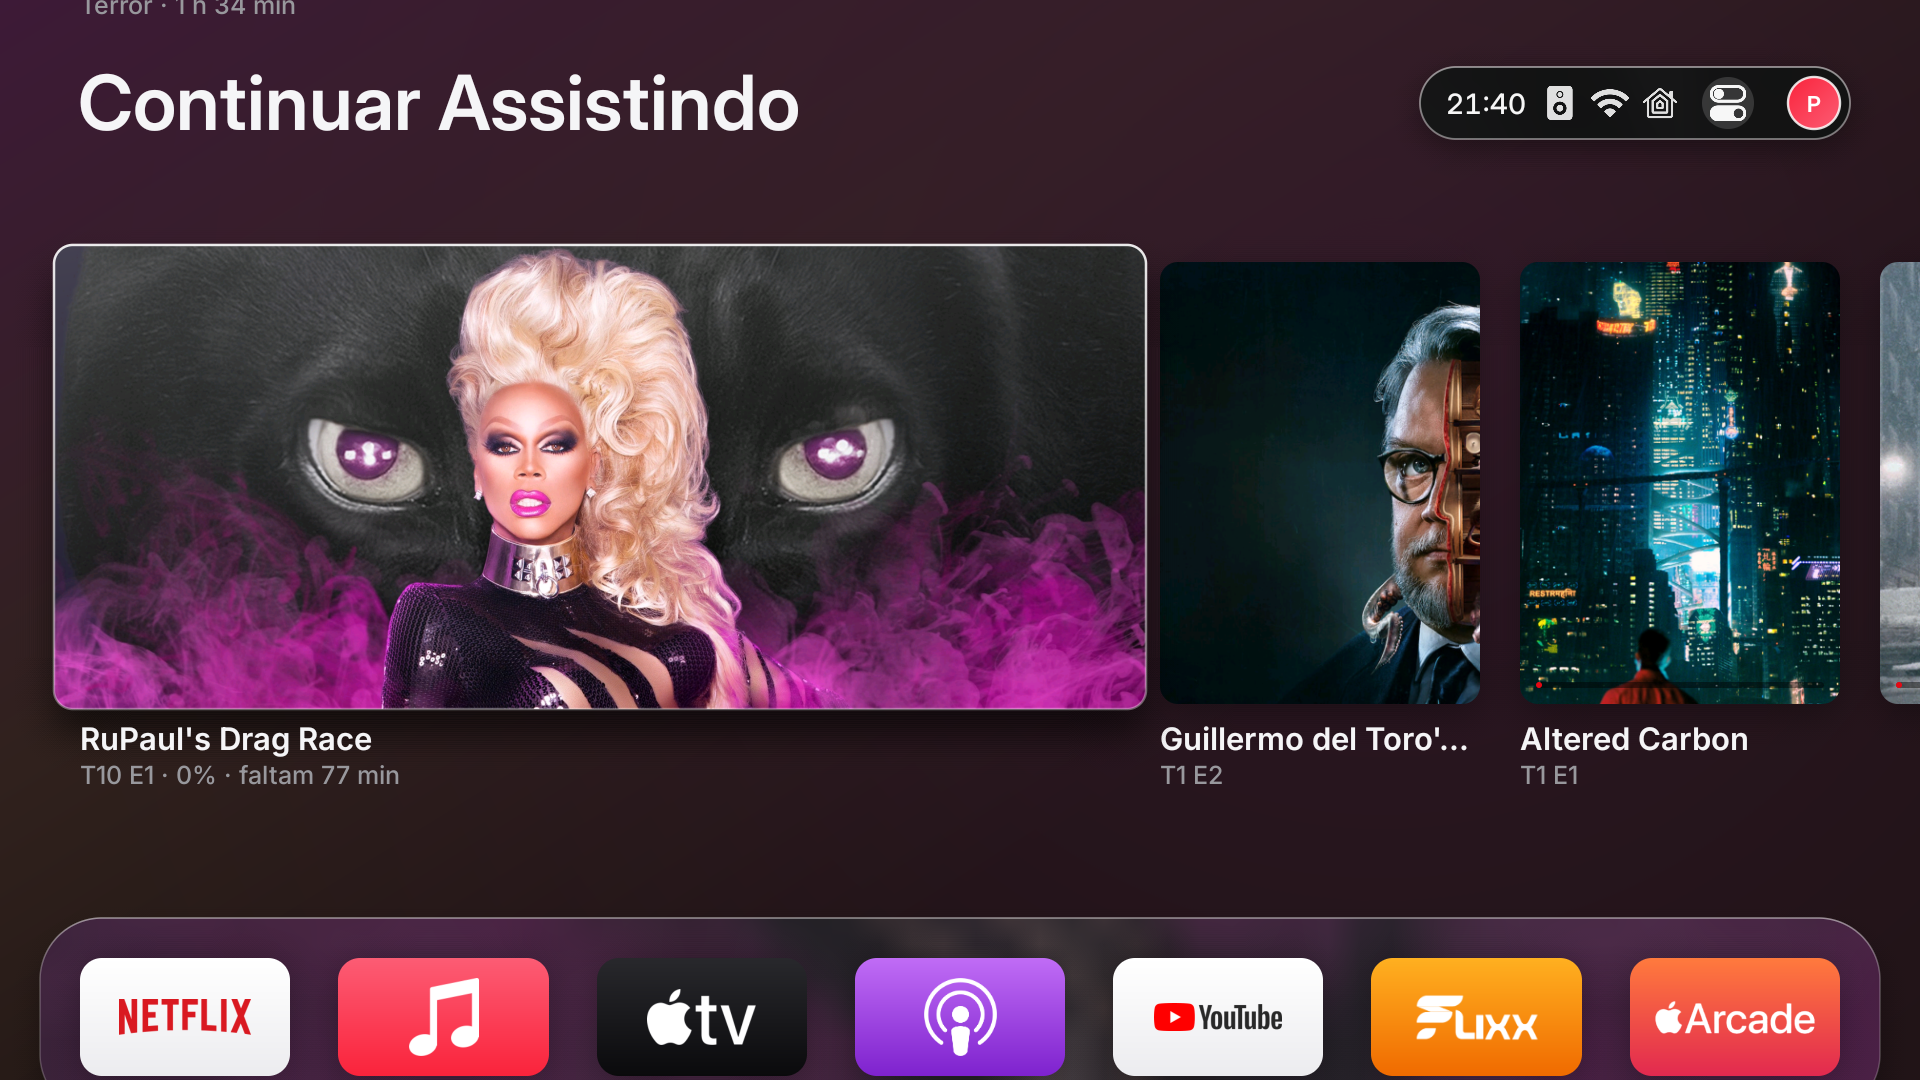 Terror · 1 h 34 min
Continuar Assistindo
21:40
P
RESTRMENT!
RuPaul's Drag Race
T10 E1 · 0% · faltam 77 min
Guillermo del Toro'...
T1 E2
Altered Carbon
T1 E1
NETFLIX
tv
YouTube
FLIXX
Arcade